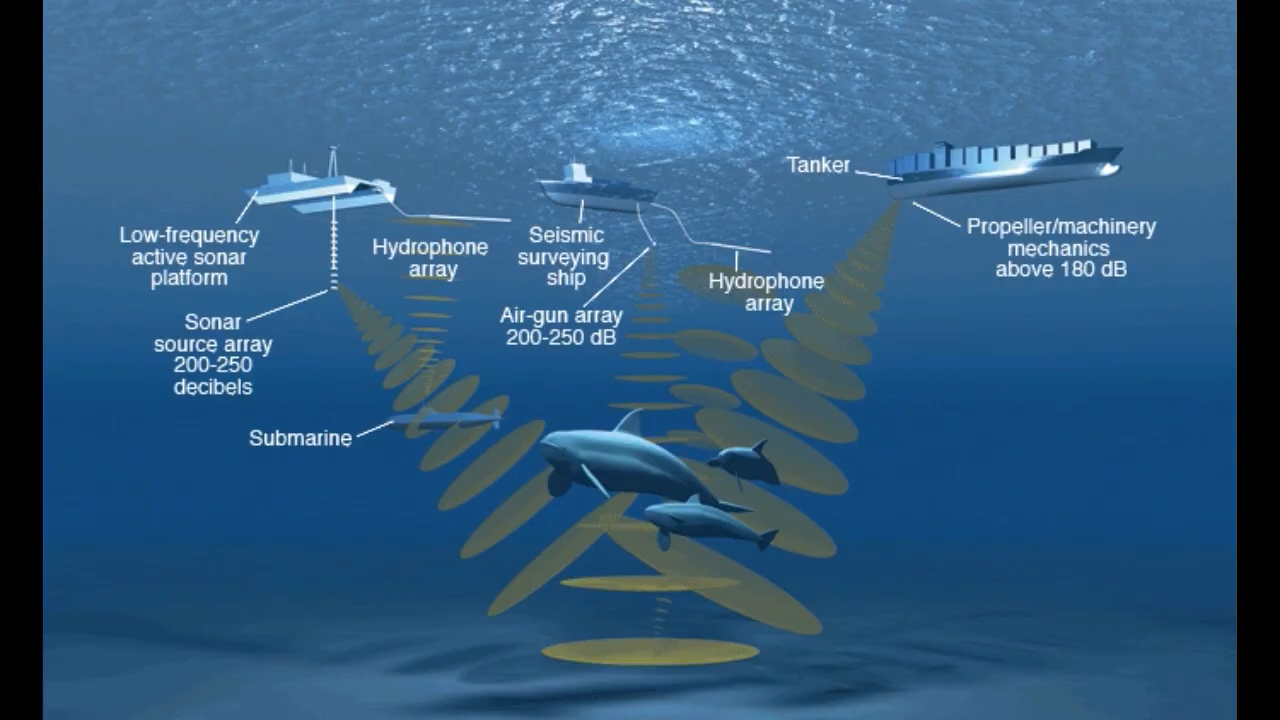 Low-frequency
active sonar
platform
Sonar
source array
200-250
decibels
Submarine
Hydrophone
array
Seismic
surveying
ship
Air-gun array
200-250 dB
Hydrophone
array
Tanker
Propeller/machinery
mechanics
above 180 dB